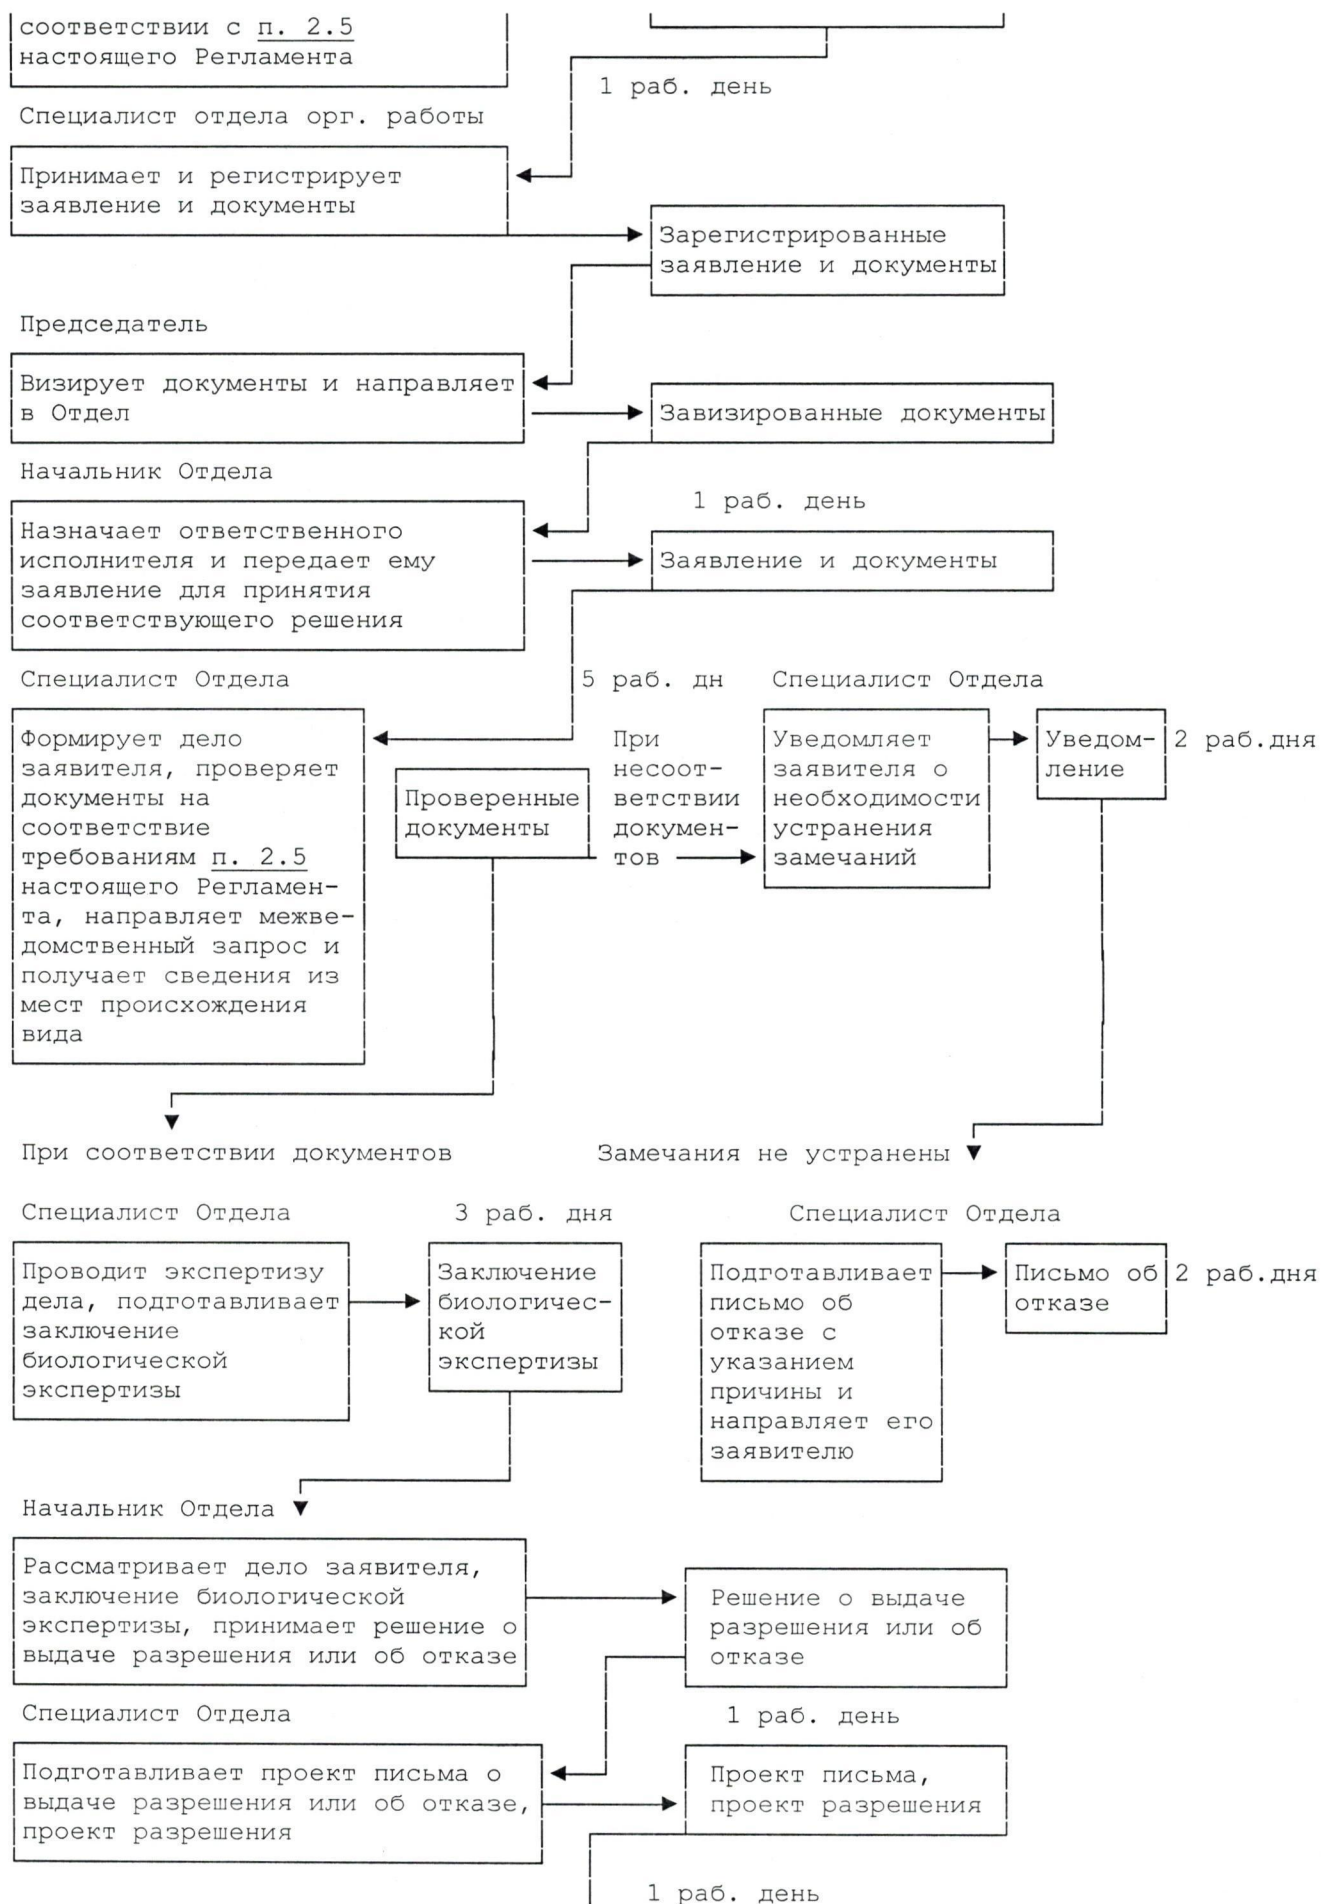 соответствии с п. 2.5
настоящего Регламента
1 раб. день
Специалист отдела орг. работы
Принимает и регистрирует
заявление и документы
Зарегистрированные
заявление и документы
Председатель
Визирует документы и направляет
в Отдел
Завизированные документы
Начальник Отдела
1 раб. день
Назначает ответственного
исполнителя и передает ему
заявление для принятия
соответствующего решения
Заявление и документы
Специалист Отдела
5 раб. дн
Формирует дело
заявителя, проверяет
документы на
соответствие
требованиям п. 2.5
настоящего Регламен-
та, направляет межве-
домственный запрос и
получает сведения из
мест происхождения
вида
Проверенные
документы
При
несоот-
ветствии
докумен-
тов
Специалист Отдела
Уведомляет
заявителя о
необходимости
устранения
замечаний
Уведом-
ление
2 раб.дня
При соответствии документов
Замечания не устранены
Специалист Отдела
3 раб. дня
Проводит экспертизу
дела, подготавливает
заключение
биологической
экспертизы
Заключение
биологичес-
кой
экспертизы
Специалист Отдела
Подготавливает
письмо об
отказе с
указанием
причины и
направляет его
заявителю
Письмо об
отказе
2 раб.дня
Начальник Отдела
Рассматривает дело заявителя,
заключение биологической
экспертизы, принимает решение о
выдаче разрешения или об отказе
Решение о выдаче
разрешения или об
отказе
Специалист Отдела
1 раб. день
Подготавливает проект письма о
выдаче разрешения или об отказе,
проект разрешения
Проект письма,
проект разрешения
1 раб. день